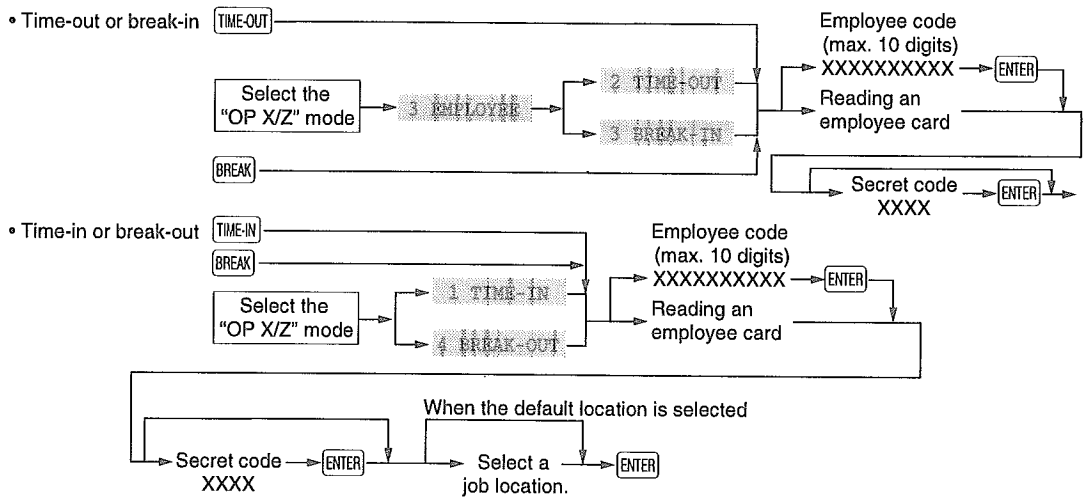 • Time-out or break-in
TIME-OUT
Select the
"OP X/Z" mode
3 EMPLOYEE
2 TIME-OUT
3 BREAK-IN
BREAK
Employee code
(max. 10 digits)
XXXXXXXXXX
ENTER
Reading an
employee card
Secret code
XXXX
ENTER
• Time-in or break-out
TIME-IN
BREAK
Select the
"OP X/Z" mode
1 TIME-IN
4 BREAK-OUT
Employee code
(max. 10 digits)
XXXXXXXXXX
ENTER
Reading an
employee card
Secret code
XXXX
ENTER
When the default location is selected
Select a
job location.
ENTER